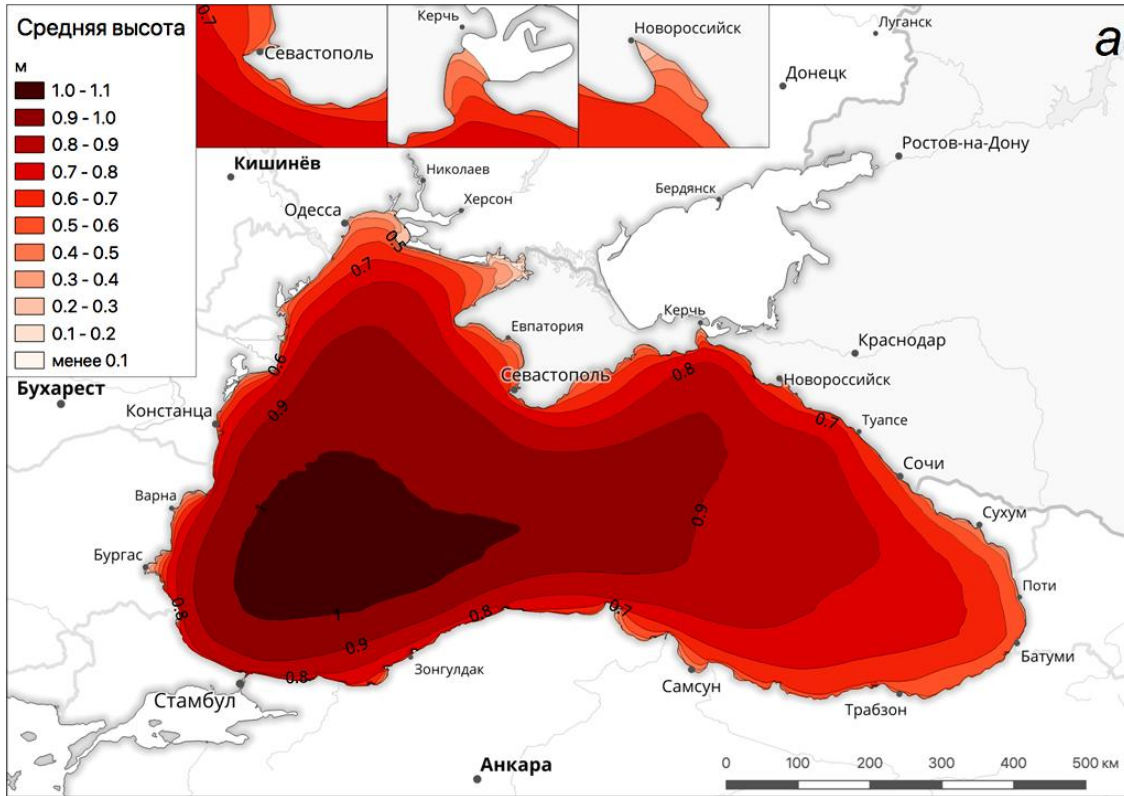 Средняя высота
м
1.0 - 1.1
0.9 - 1.0
0.8 - 0.9
0.7 - 0.8
0.6 - 0.7
0.5 - 0.6
0.4 - 0.5
0.3 - 0.4
0.2 - 0.3
0.1 - 0.2
менее 0.1
0.7
Севастополь
Керчь
Новороссийск
Луганск
a
Донецк
Ростов-на-Дону
Кишинёв
Николаев
Бердянск
Херсон
Одесса
0.5
0.7
Керчь
Евпатория
Краснодар
0.6
0.8
Севастополь
Новороссийск
Бухарест
Констанца
0.9
0.7
Туапсе
Сочи
Варна
1
0.9
Сухум
Бургас
Поти
0.8
1
0.8
0.7
0.9
Зонгулдак
Батуми
0.8
Стамбул
Самсун
Трабзон
Анкара
0 100 200 300 400 500 км